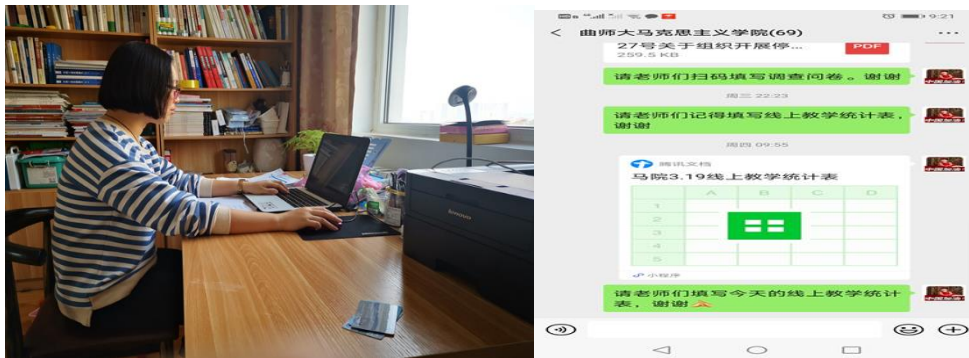 Lenovo
9:21
曲师大马克思主义学院(69)
27号关于组织开展停...
259.5 KB
PDF
请老师们扫码填写调查问卷。谢谢
周三 22:23
请老师们记得填写线上教学统计表，
谢谢
周四 09:55
腾讯文档
马院3.19线上教学统计表
A B C D
1
2
3
4
5
小程序
请老师们填写今天的线上教学统计
表，谢谢